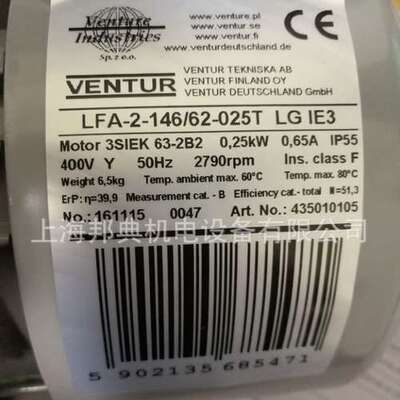 Venture
Industries
Sp. z o.o.
www.ventur.pl
www.ventur.se
www.ventur.fi
www.venturdeutschland.de
VENTUR
VENTUR TEKNISKA AB
VENTUR FINLAND OY
VENTUR DEUTSCHLAND GmbH
LFA-2-146/62-025T LG IE3
Motor 3SIEK 63-2B2 0,25kW 0,65A IP55
400V Y 50Hz 2790rpm Ins. class F
Weight 6,5kg Temp. ambient max. 60°C Temp. max. 80°C
ErP: η=39,9 Measurement cat. - B Efficiency cat.- total N=51,3
No.: 161115 0047 Art. No.: 435010105
上海邦典机电设备有限公司
5 902135 685471